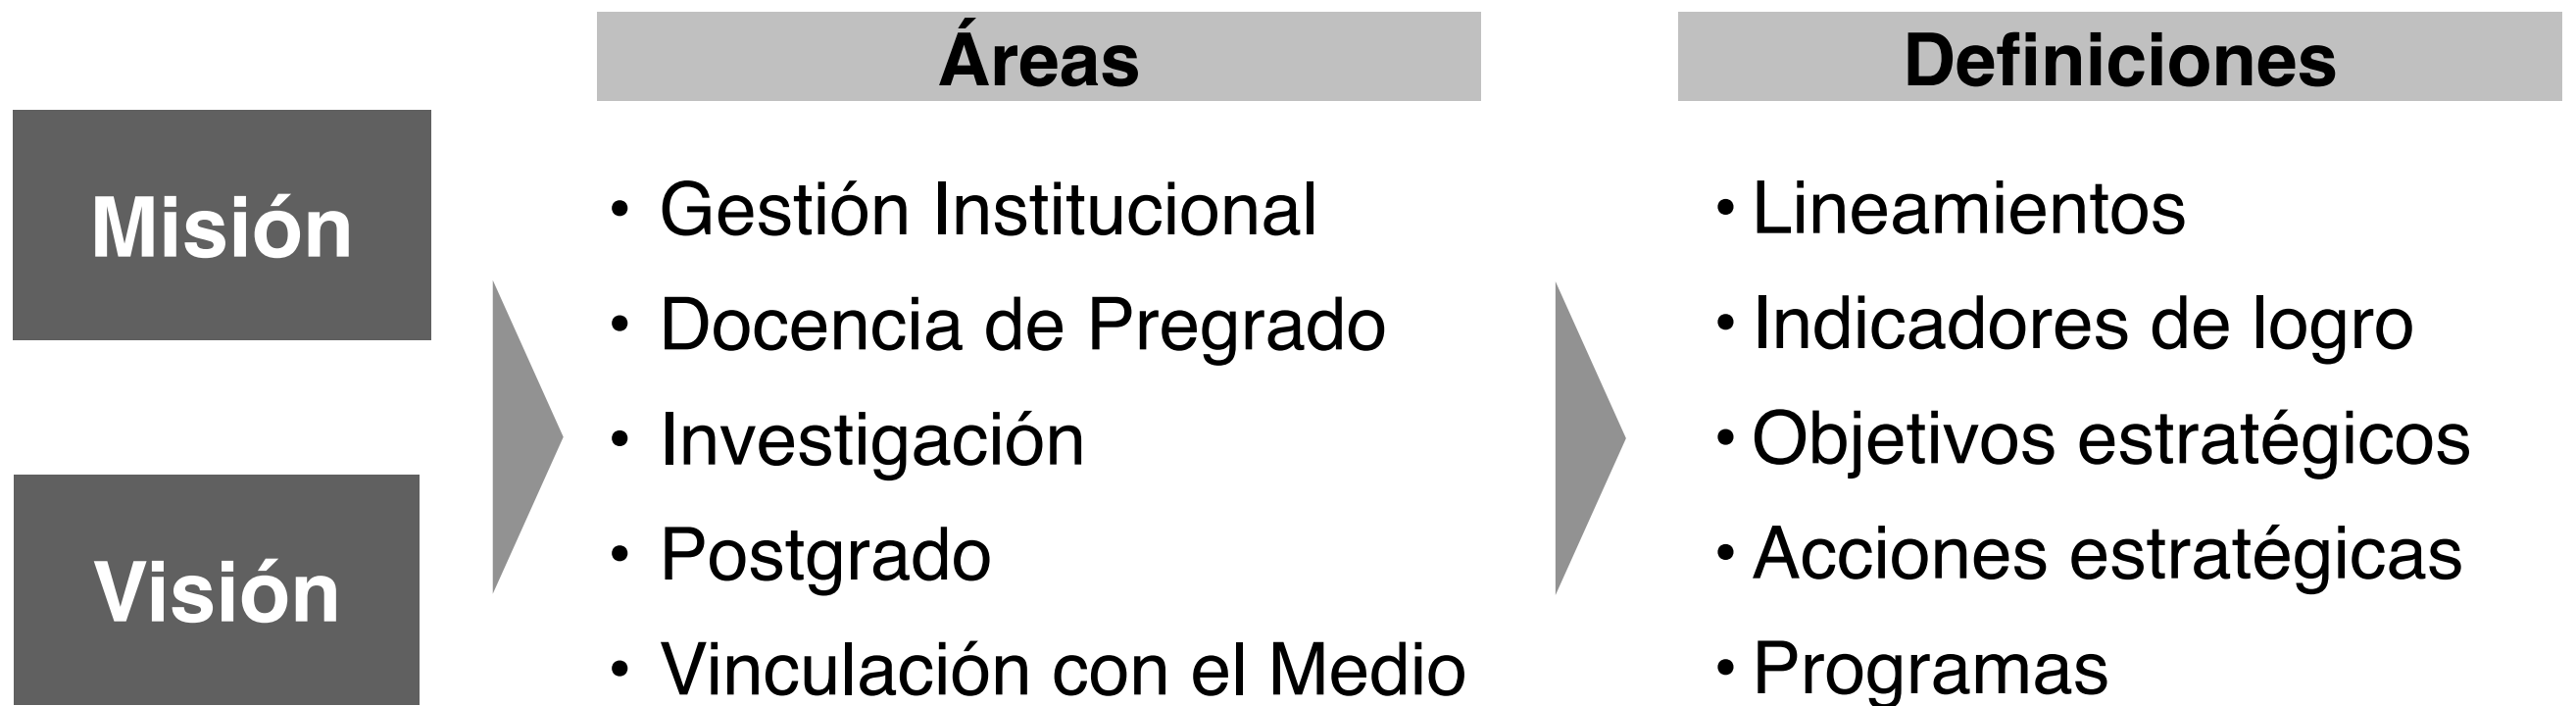 Misión
Visión
Áreas
• Gestión Institucional
• Docencia de Pregrado
• Investigación
• Postgrado
• Vinculación con el Medio
Definiciones
• Lineamientos
• Indicadores de logro
• Objetivos estratégicos
• Acciones estratégicas
• Programas